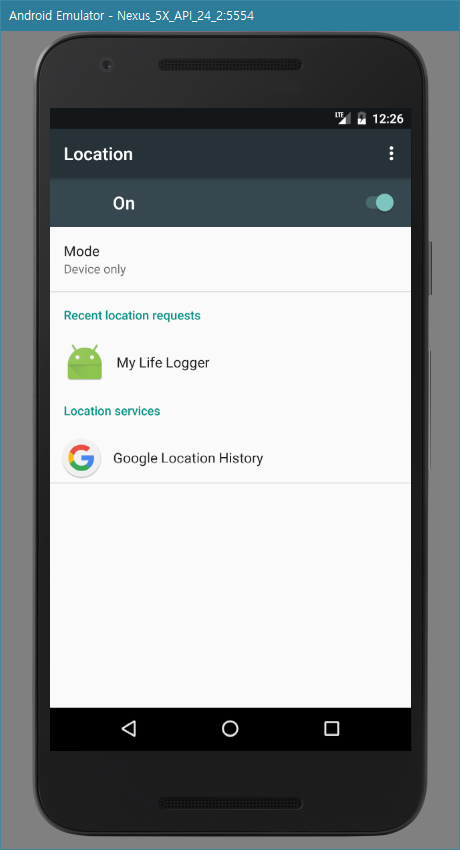 Android Emulator - Nexus_5X_API_24_2:5554
LTE 12:26
Location
On
Mode
Device only
Recent location requests
My Life Logger
Location services
Google Location History